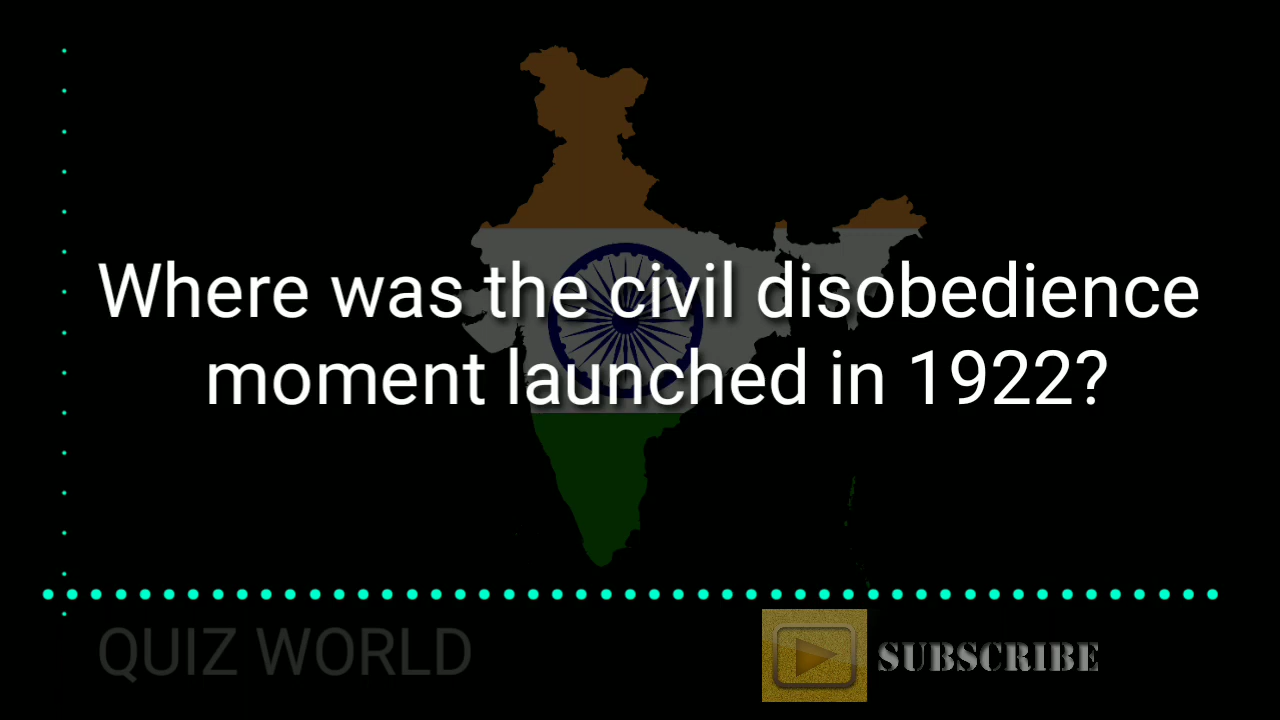 Where was the civil disobedience
moment launched in 1922?
QUIZ WORLD
SUBSCRIBE